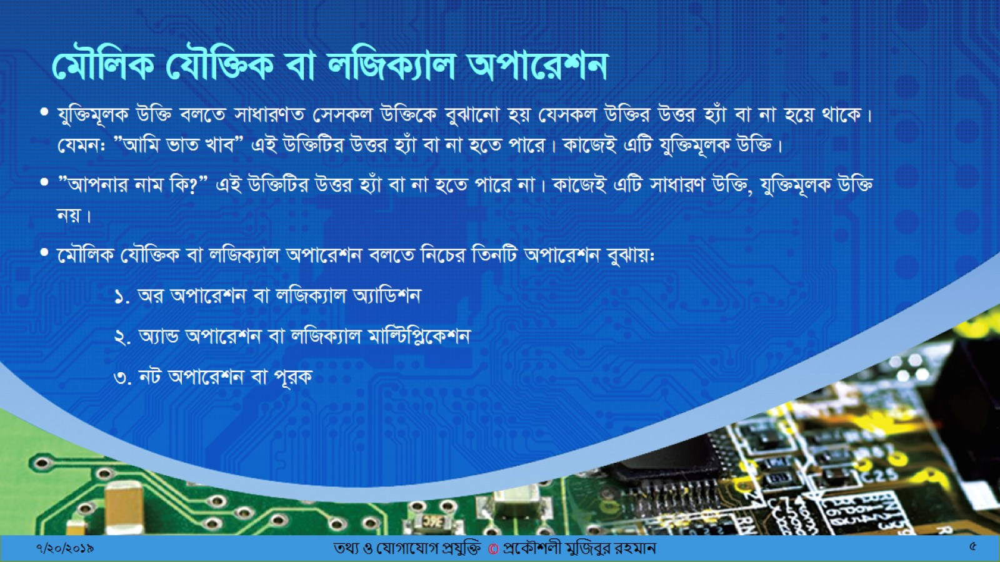 মৌলিক যৌক্তিক বা লজিক্যাল অপারেশন
• যুক্তিমূলক উক্তি বলতে সাধারণত সেসকল উক্তিকে বুঝানো হয় যেসকল উক্তির উত্তর হ্যাঁ বা না হয়ে থাকে।
যেমনঃ ”আমি ভাত খাব” এই উক্তিটির উত্তর হ্যাঁ বা না হতে পারে। কাজেই এটি যুক্তিমূলক উক্তি।
• ”আপনার নাম কি?” এই উক্তিটির উত্তর হ্যাঁ বা না হতে পারে না। কাজেই এটি সাধারণ উক্তি, যুক্তিমূলক উক্তি
নয়।
• মৌলিক যৌক্তিক বা লজিক্যাল অপারেশন বলতে নিচের তিনটি অপারেশন বুঝায়ঃ
১. অর অপারেশন বা লজিক্যাল অ্যাডিশন
২. অ্যান্ড অপারেশন বা লজিক্যাল মাল্টিপ্লিকেশন
৩. নট অপারেশন বা পূরক
C25
৭/২০/২০১৯
তথ্য ও যোগাযোগ প্রযুক্তি © প্রকৌশলী মুজিবুর রহমান
৫